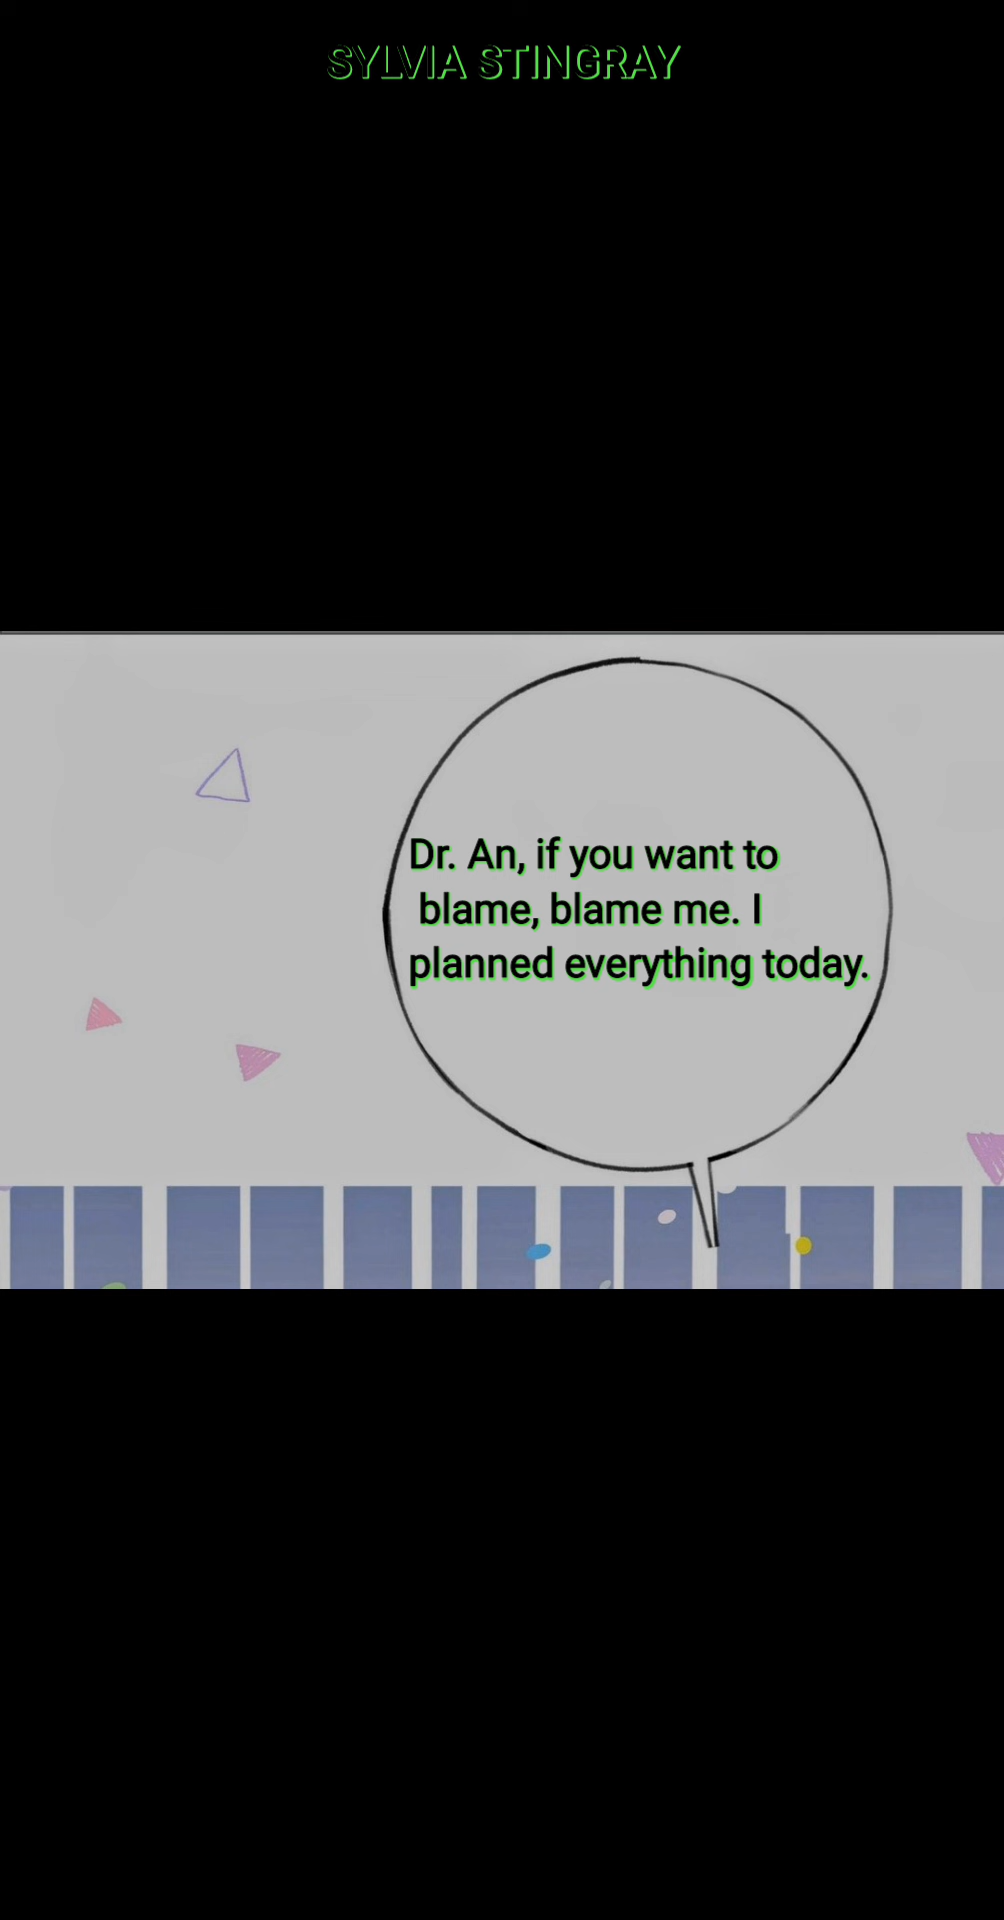 SYLVIA STINGRAY
Dr. An, if you want to
blame, blame me. I
planned everything today.